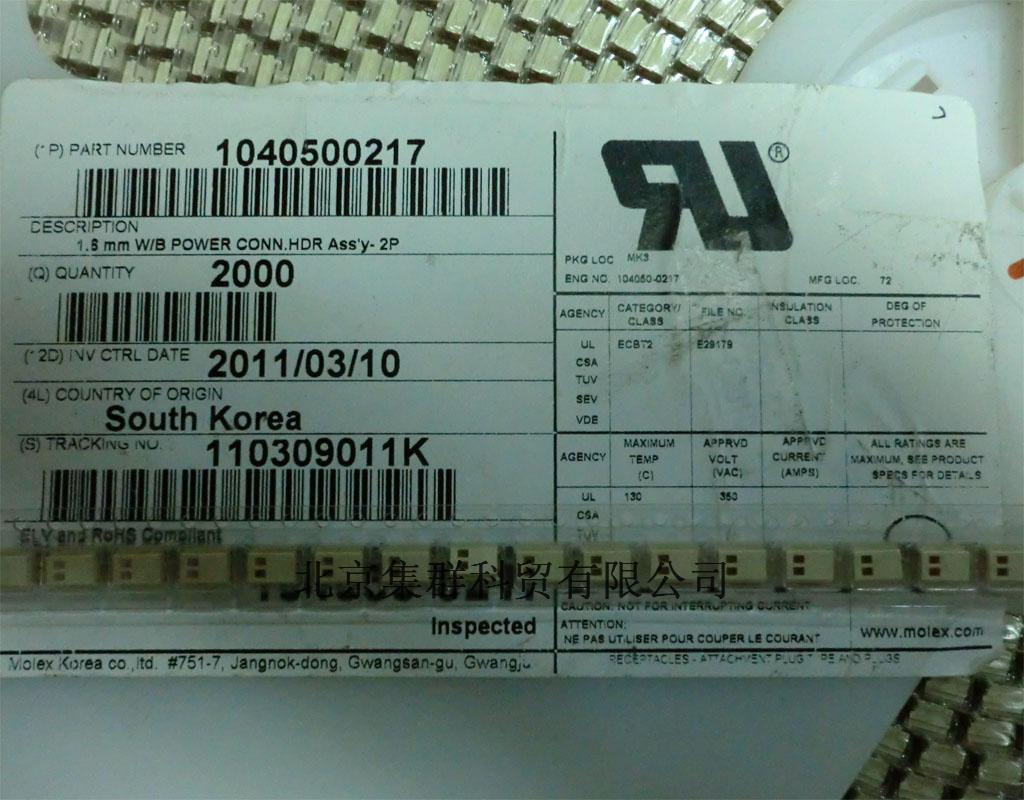 (1P) PART NUMBER 1040500217
DESCRIPTION
1.6 mm W/B POWER CONN.HDR Ass'y- 2P
(Q) QUANTITY 2000
(12D) INV CTRL DATE 2011/03/10
(4L) COUNTRY OF ORIGIN
South Korea
(S) TRACKING NO. 110309011K
ELV and RoHS Compliant
Inspected
Molex Korea co.,ltd. #751-7, Jangnok-dong, Gwangsan-gu, Gwangju
®
PKG LOC MK3
ENG NO. 104050-0217 MFG LOC. 72
AGENCY CATEGORY/ CLASS FILE NO. INSULATION CLASS DEG OF PROTECTION
UL ECBT2 E29179
CSA
TUV
SEV
VDE
AGENCY MAXIMUM TEMP (C) APPRVD VOLT (VAC) APPRVD CURRENT (AMPS) ALL RATINGS ARE MAXIMUM, SEE PRODUCT SPECS FOR DETAILS
UL 130 350
CSA
TUV
北京集群科贸有限公司
CAUTION: NOT FOR INTERRUPTING CURRENT
ATTENTION:
NE PAS UTILISER POUR COUPER LE COURANT
www.molex.com
RECEPTACLES - ATTACHMENT PLUG TYPE AND PLUGS